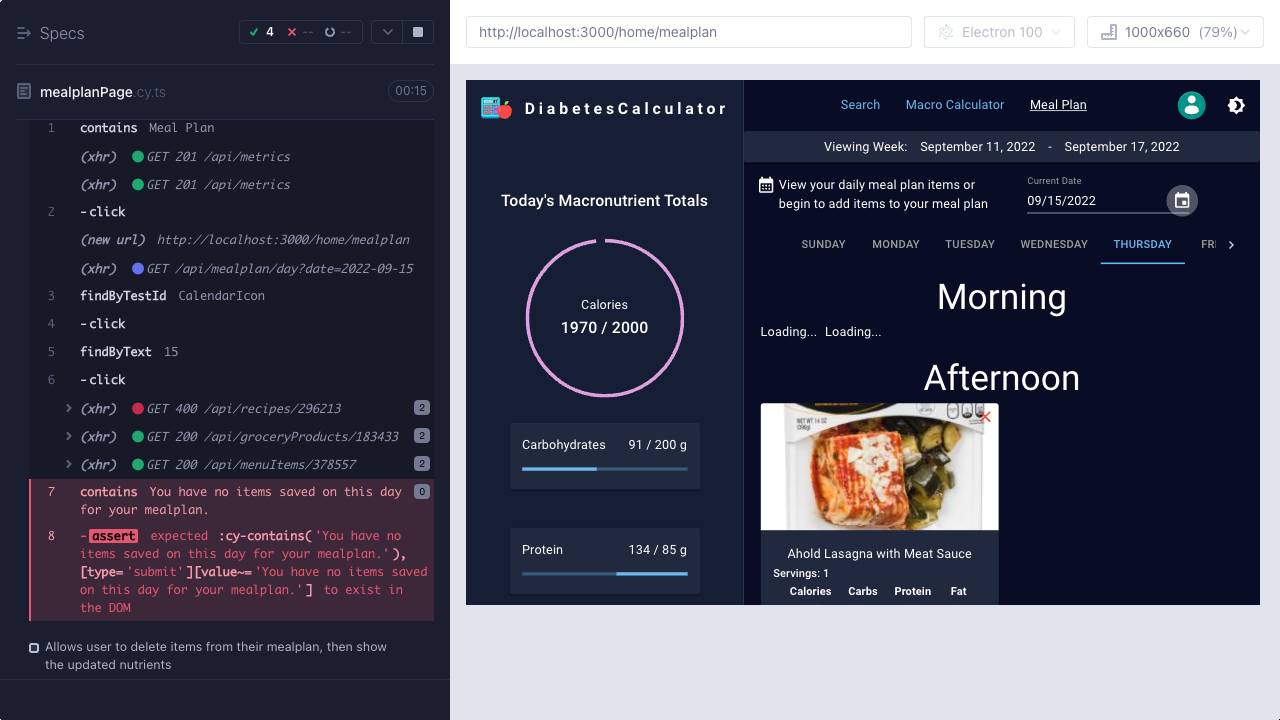 Specs
4 -- --
mealplanPage.cy.ts 00:15
1 contains Meal Plan
(xhr) GET 201 /api/metrics
(xhr) GET 201 /api/metrics
2 -click
(new url) http://localhost:3000/home/mealplan
(xhr) GET /api/mealplan/day?date=2022-09-15
3 findByTestId CalendarIcon
4 -click
5 findByText 15
6 -click
(xhr) GET 400 /api/recipes/296213 2
(xhr) GET 200 /api/groceryProducts/183433 2
(xhr) GET 200 /api/menuItems/378557 2
7 contains You have no items saved on this day 0
for your mealplan.
8 -assert expected :cy-contains('You have no
items saved on this day for your mealplan.'),
[type='submit'][value~='You have no items saved
on this day for your mealplan.'] to exist in
the DOM
Allows user to delete items from their mealplan, then show
the updated nutrients
http://localhost:3000/home/mealplan
Electron 100
1000x660 (79%)
DiabetesCalculator
Today's Macronutrient Totals
Calories
1970 / 2000
Carbohydrates 91 / 200 g
Protein 134 / 85 g
Search Macro Calculator Meal Plan
Viewing Week: September 11, 2022 - September 17, 2022
View your daily meal plan items or
begin to add items to your meal plan
Current Date
09/15/2022
SUNDAY MONDAY TUESDAY WEDNESDAY THURSDAY FRI
Morning
Loading... Loading...
Afternoon
NET WT 14 OZ
Ahold Lasagna with Meat Sauce
Servings: 1
Calories Carbs Protein Fat